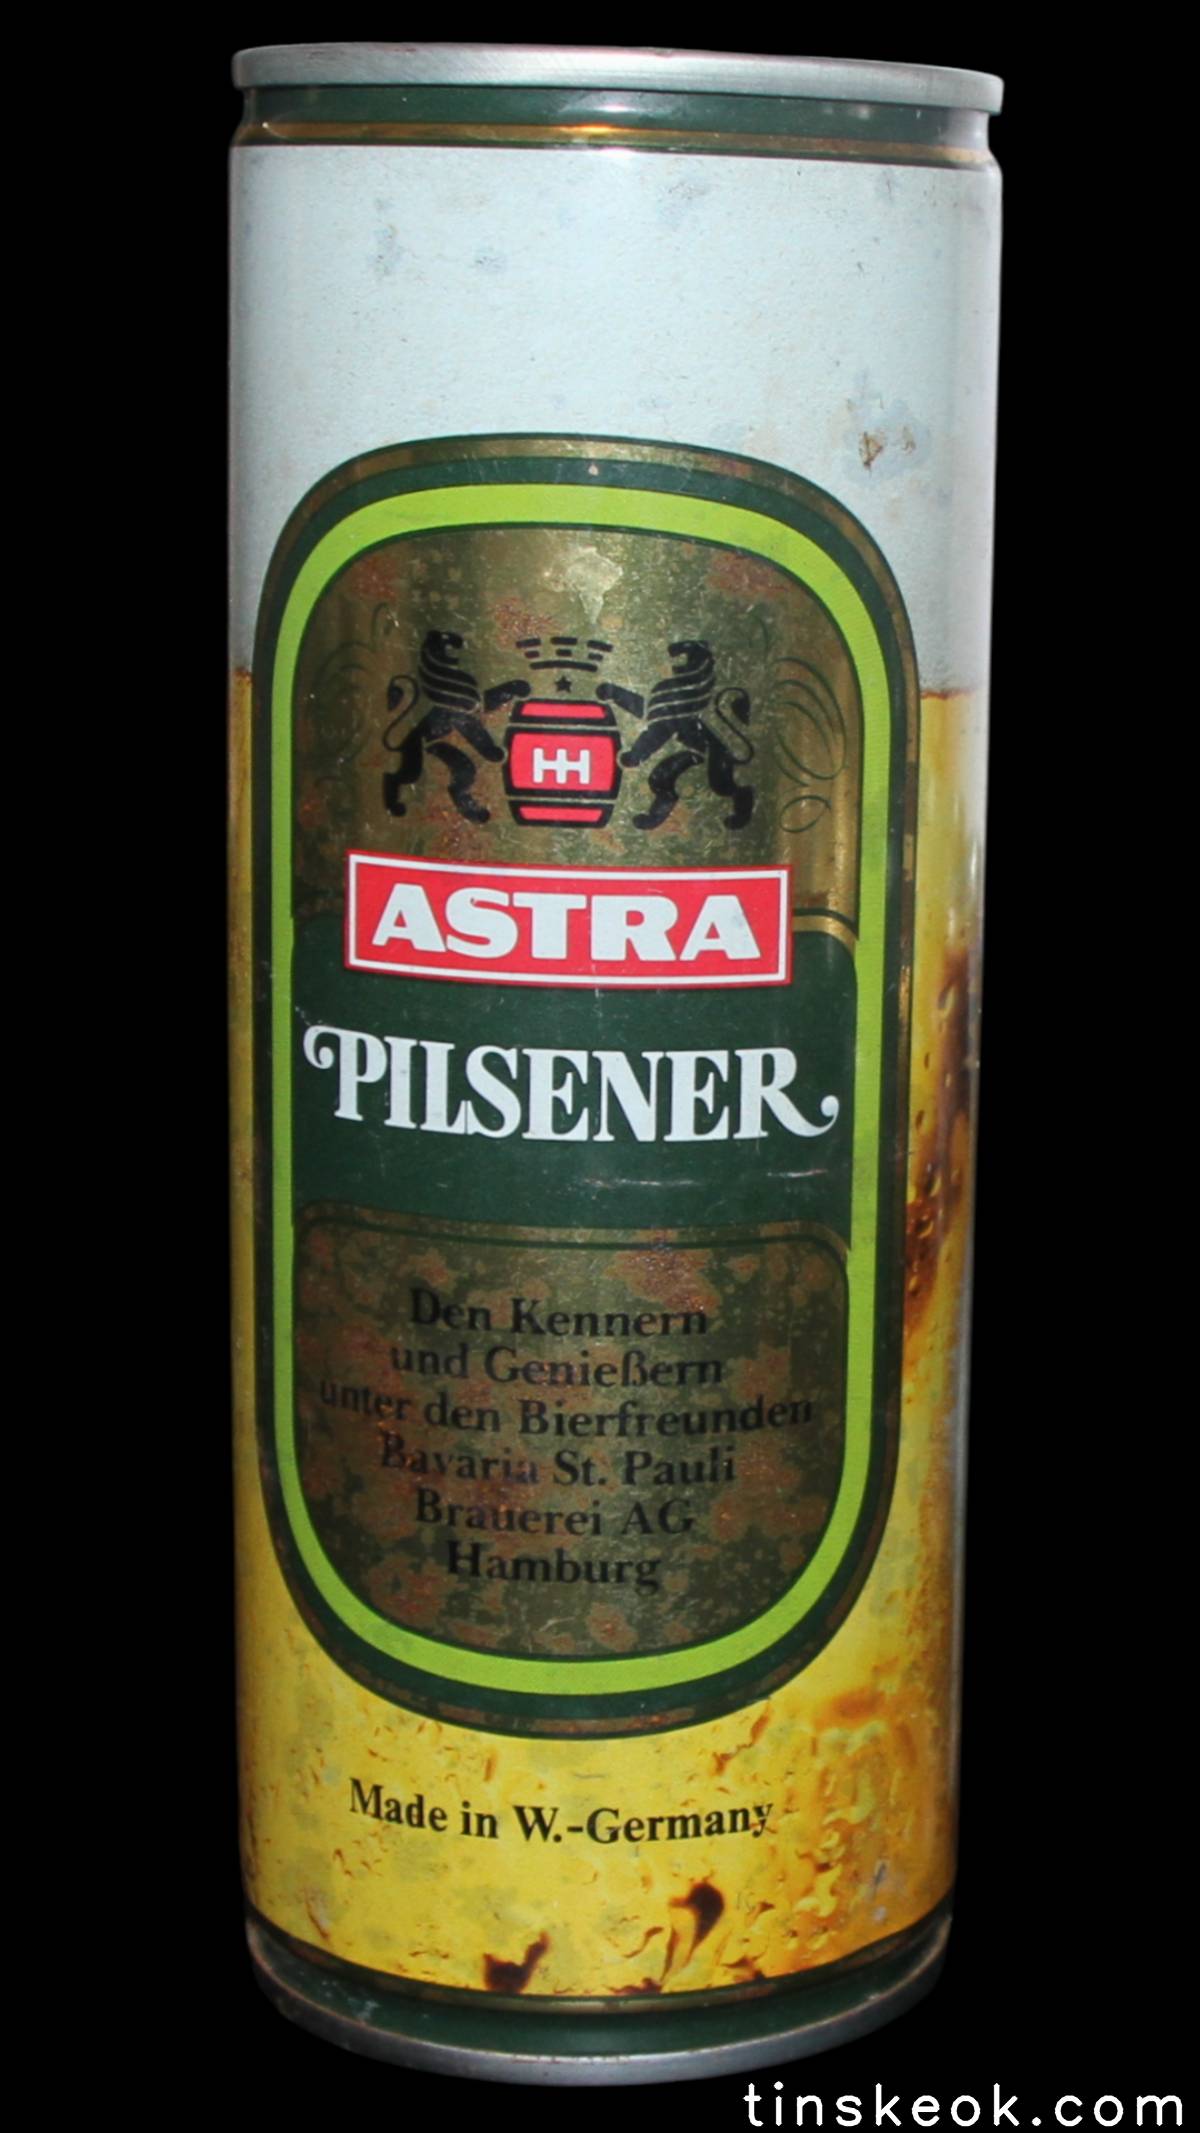 HH
ASTRA
PILSENER
Den Kennern
und Genießern
unter den Bierfreunden
Bavaria St. Pauli
Brauerei AG
Hamburg
Made in W.-Germany
tinskeok.com